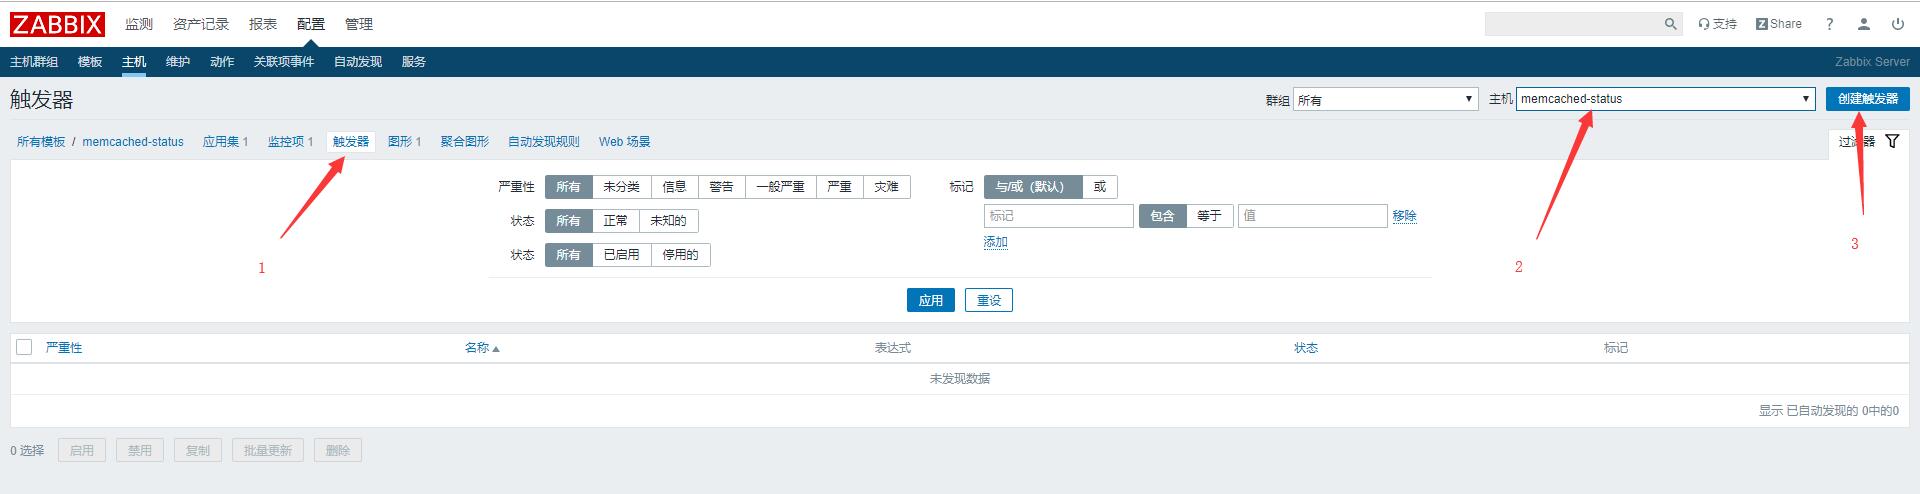 ZABBIX 监测 资产记录 报表 配置 管理 支持 Z Share ?
主机群组 模板 主机 维护 动作 关联项事件 自动发现 服务 Zabbix Server
触发器 群组 所有 主机 memcached-status 创建触发器
所有模板 / memcached-status 应用集 1 监控项 1 触发器 图形 1 聚合图形 自动发现规则 Web 场景 过滤器
严重性 所有 未分类 信息 警告 一般严重 严重 灾难 标记 与/或（默认） 或
状态 所有 正常 未知的 标记 包含 等于 值 移除
添加
状态 所有 已启用 停用的
1 2 3
应用 重设
严重性 名称 表达式 状态 标记
未发现数据
显示 已自动发现的 0中的0
0 选择 启用 禁用 复制 批量更新 删除